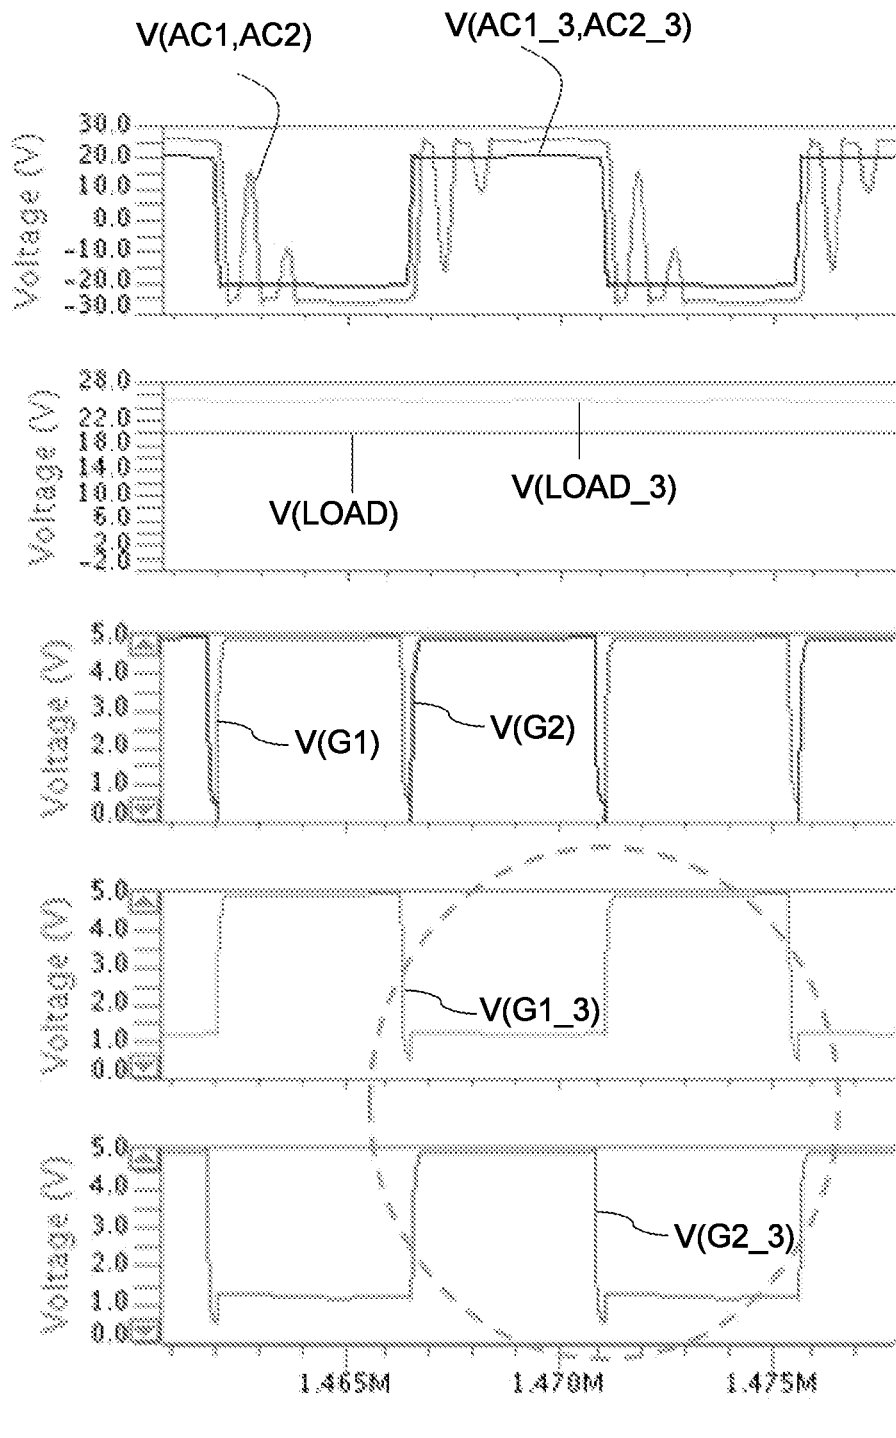 V(AC1,AC2)
V(AC1_3,AC2_3)
Voltage (V)
30.0
20.0
10.0
0.0
-10.0
-20.0
-30.0
Voltage (V)
28.0
22.0
18.0
14.0
10.0
6.0
2.0
-2.0
V(LOAD)
V(LOAD_3)
Voltage (V)
5.0
4.0
3.0
2.0
1.0
0.0
V(G1)
V(G2)
Voltage (V)
5.0
4.0
3.0
2.0
1.0
0.0
V(G1_3)
Voltage (V)
5.0
4.0
3.0
2.0
1.0
0.0
V(G2_3)
1.465M
1.470M
1.475M